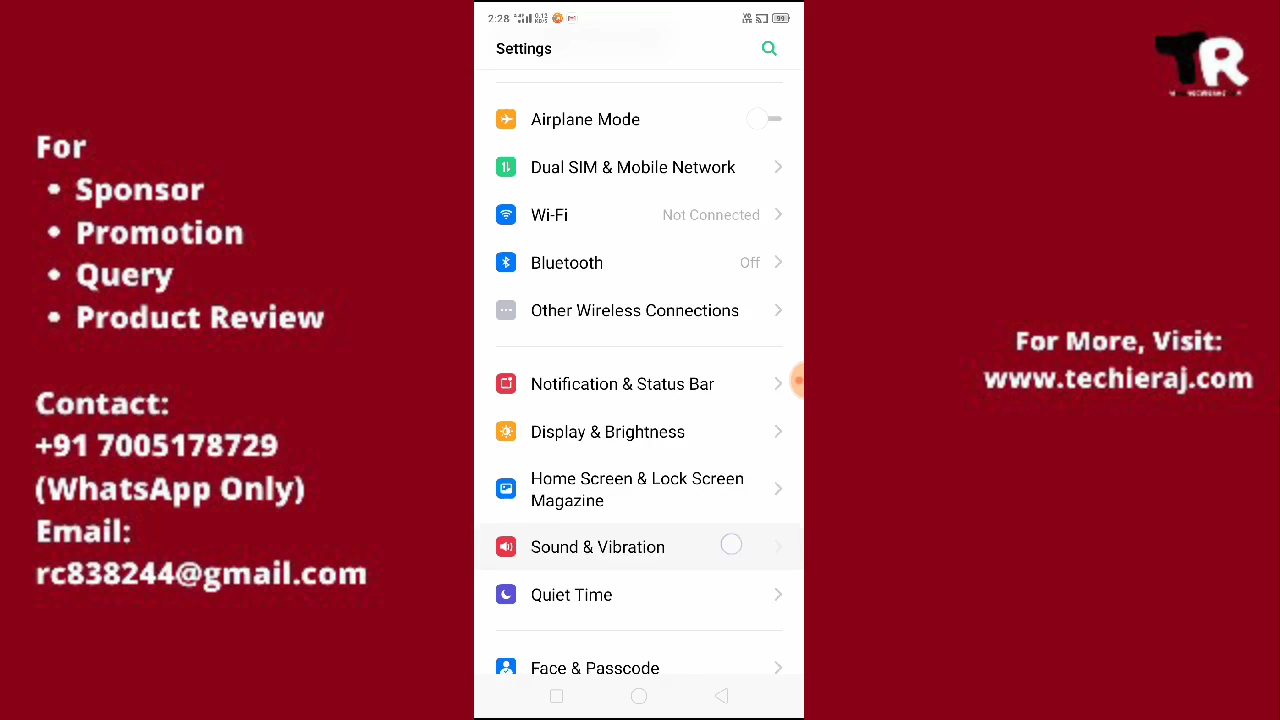 For
• Sponsor
• Promotion
• Query
• Product Review
Contact:
+91 7005178729
(WhatsApp Only)
Email:
rc838244@gmail.com
2:28
99
Settings
Airplane Mode
Dual SIM & Mobile Network
Wi-Fi Not Connected
Bluetooth Off
Other Wireless Connections
Notification & Status Bar
Display & Brightness
Home Screen & Lock Screen
Magazine
Sound & Vibration
Quiet Time
Face & Passcode
TR
For More, Visit:
www.techieraj.com